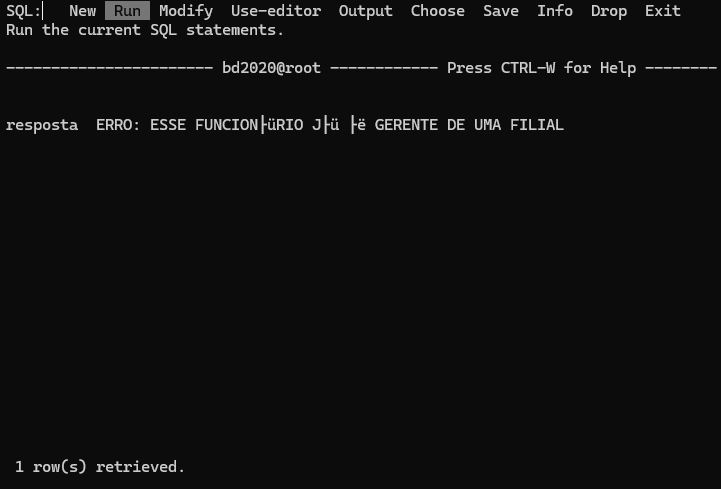 SQL:   New  Run  Modify  Use-editor  Output  Choose  Save  Info  Drop  Exit
Run the current SQL statements.
----------------------- bd2020@root ------------ Press CTRL-W for Help --------
resposta  ERRO: ESSE FUNCION├üRIO J├ü ├ë GERENTE DE UMA FILIAL
1 row(s) retrieved.